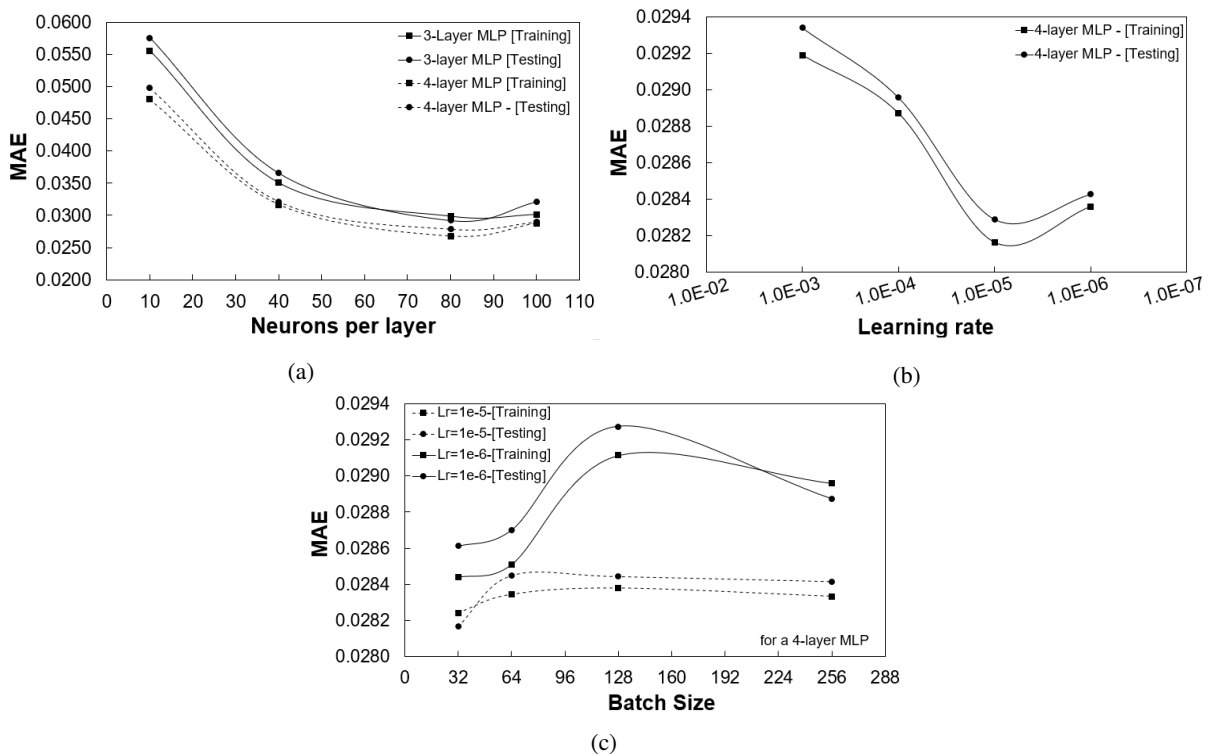 0.0600
0.0550
0.0500
0.0450
0.0400
0.0350
0.0300
0.0250
0.0200
MAE
3-Layer MLP [Training]
3-layer MLP [Testing]
4-layer MLP [Training]
4-layer MLP - [Testing]
0 10 20 30 40 50 60 70 80 90 100 110
Neurons per layer
(a)
0.0294
0.0292
0.0290
0.0288
0.0286
0.0284
0.0282
0.0280
MAE
4-layer MLP - [Training]
4-layer MLP - [Testing]
1.0E-02 1.0E-03 1.0E-04 1.0E-05 1.0E-06 1.0E-07
Learning rate
(b)
0.0294
0.0292
0.0290
0.0288
0.0286
0.0284
0.0282
0.0280
MAE
Lr=1e-5-[Training]
Lr=1e-5-[Testing]
Lr=1e-6-[Training]
Lr=1e-6-[Testing]
for a 4-layer MLP
0 32 64 96 128 160 192 224 256 288
Batch Size
(c)